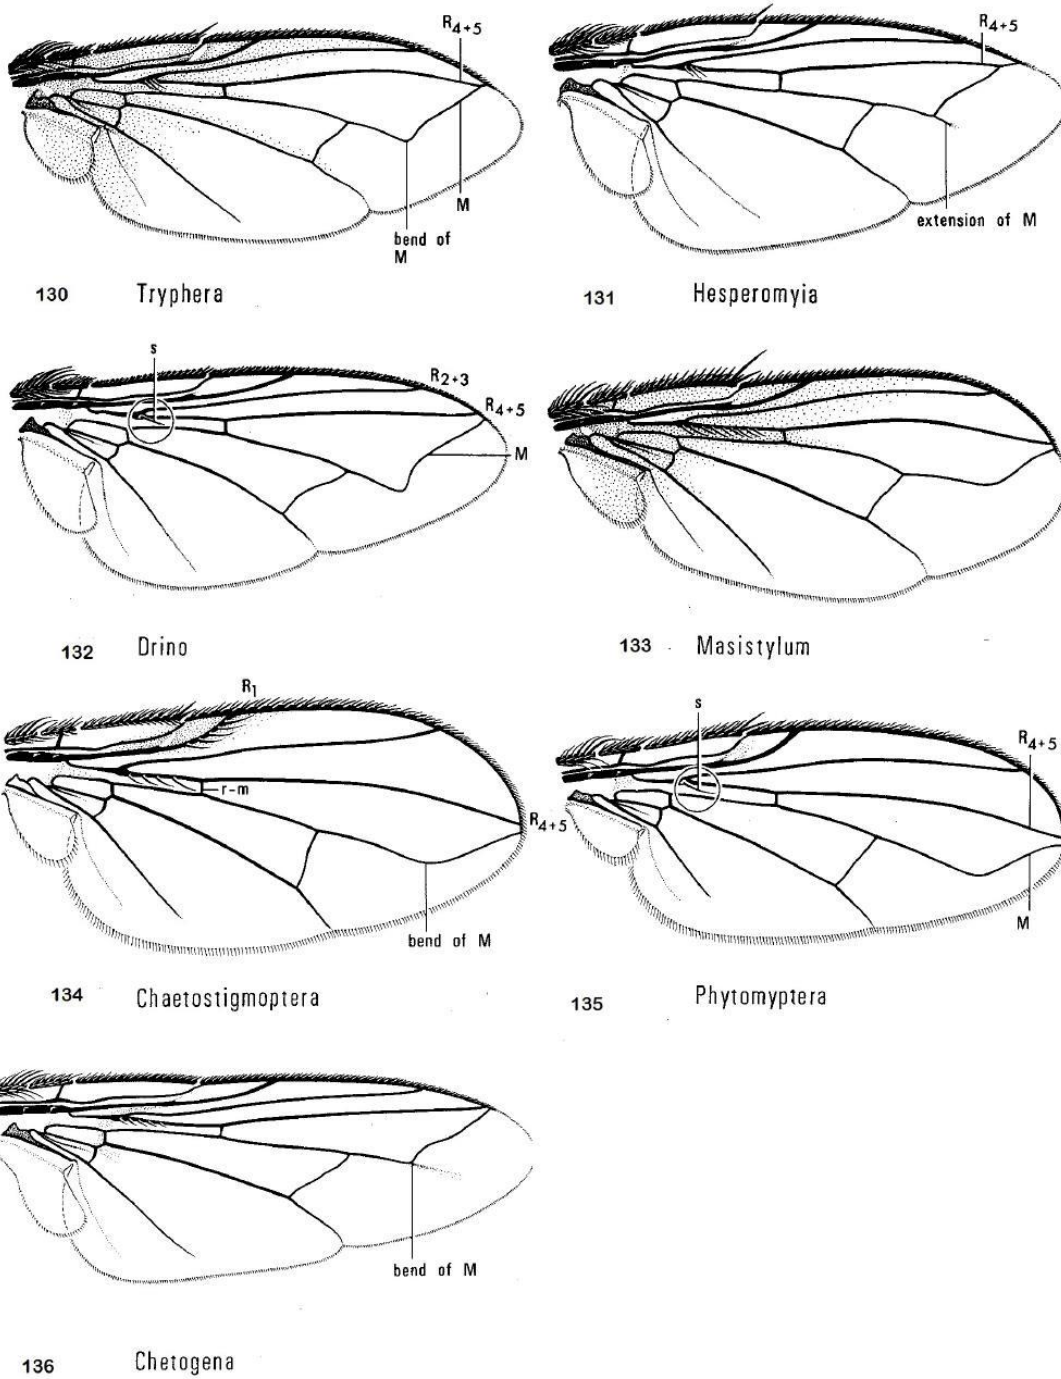 R4+5
M
bend of
M
130 Tryphera
R4+5
extension of M
131 Hesperomyia
s
R2+3
R4+5
M
132 Drino
133 Masistylum
R1
r-m
R4+5
bend of M
134 Chaetostigmoptera
s
R4+5
M
135 Phytomyptera
bend of M
136 Chetogena